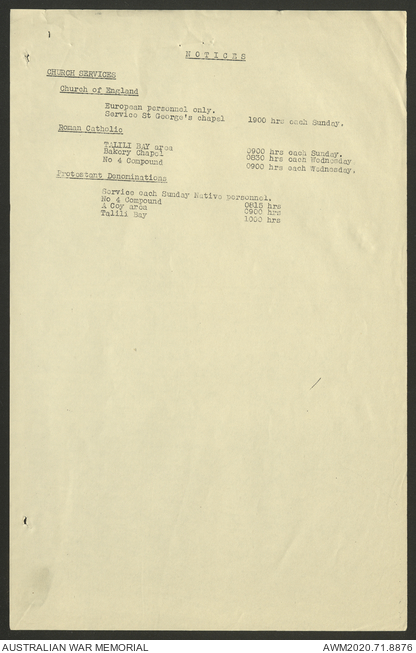 N O T I C E S
CHURCH SERVICES
Church of England
European personnel only.
Service St George's chapel 1900 hrs each Sunday.
Roman Catholic
TALILI BAY area 0900 hrs each Sunday.
Bakery Chapel 0830 hrs each Wednesday
No 4 Compound 0900 hrs each Wednesday.
Protestant Denominations
Service each Sunday Native personnel.
No 4 Compound 0815 hrs
A Coy area 0900 hrs
Talili Bay 1000 hrs
AUSTRALIAN WAR MEMORIAL AWM2020.71.8876